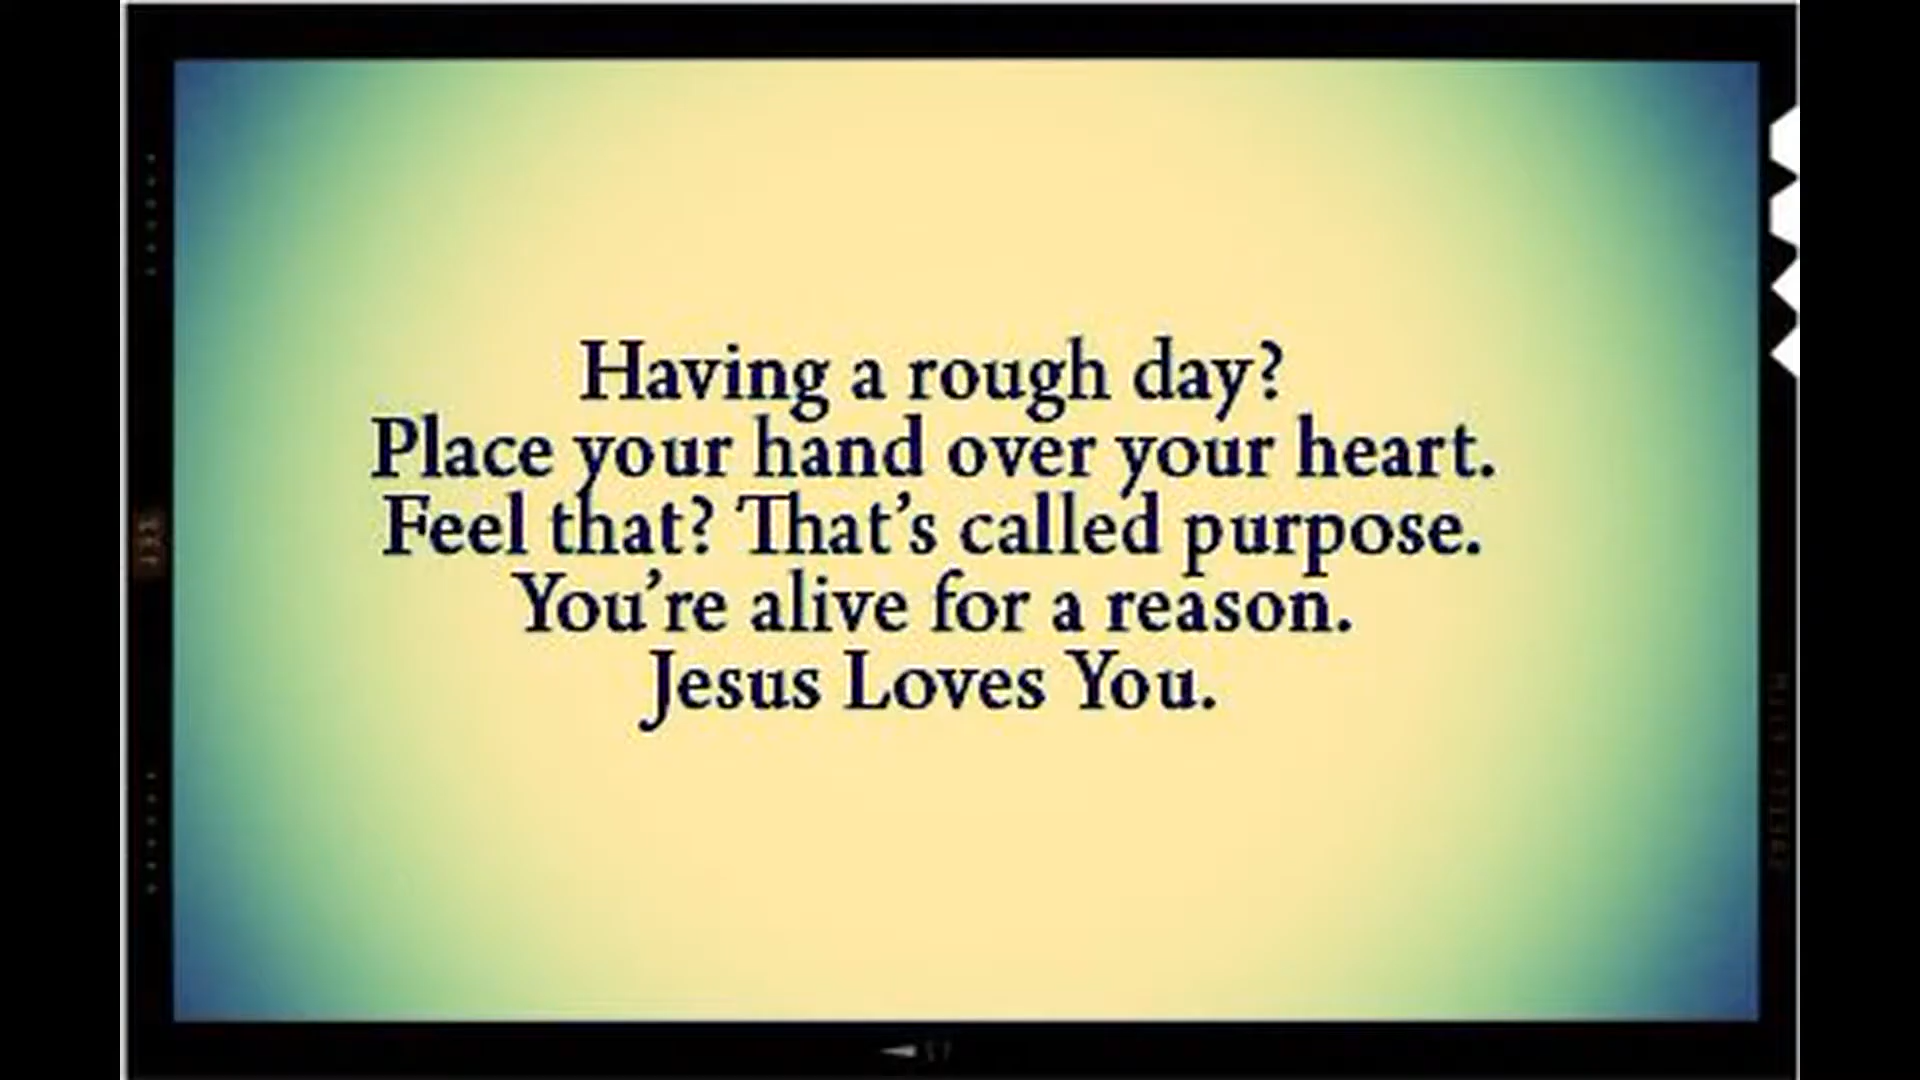 Having a rough day?
Place your hand over your heart.
Feel that? That’s called purpose.
You’re alive for a reason.
Jesus Loves You.